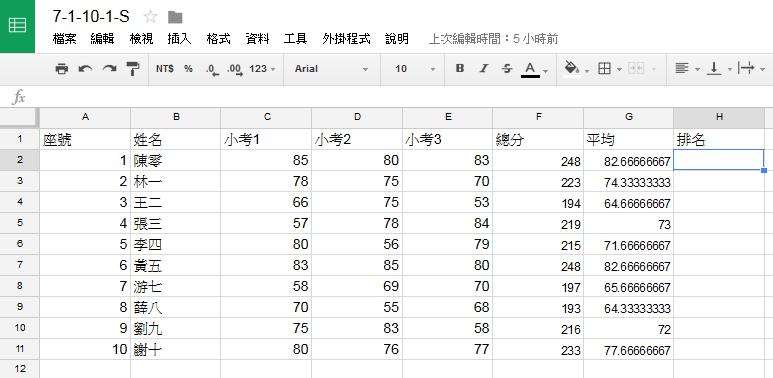 7-1-10-1-S
檔案 編輯 檢視 插入 格式 資料 工具 外掛程式 說明 上次編輯時間：5 小時前
NT$ % .0 .00 123 Arial 10 B I S A
fx
A B C D E F G H
1 座號 姓名 小考1 小考2 小考3 總分 平均 排名
2 1 陳零 85 80 83 248 82.66666667
3 2 林一 78 75 70 223 74.33333333
4 3 王二 66 75 53 194 64.66666667
5 4 張三 57 78 84 219 73
6 5 李四 80 56 79 215 71.66666667
7 6 黃五 83 85 80 248 82.66666667
8 7 游七 58 69 70 197 65.66666667
9 8 薛八 70 55 68 193 64.33333333
10 9 劉九 75 83 58 216 72
11 10 謝十 80 76 77 233 77.66666667
12